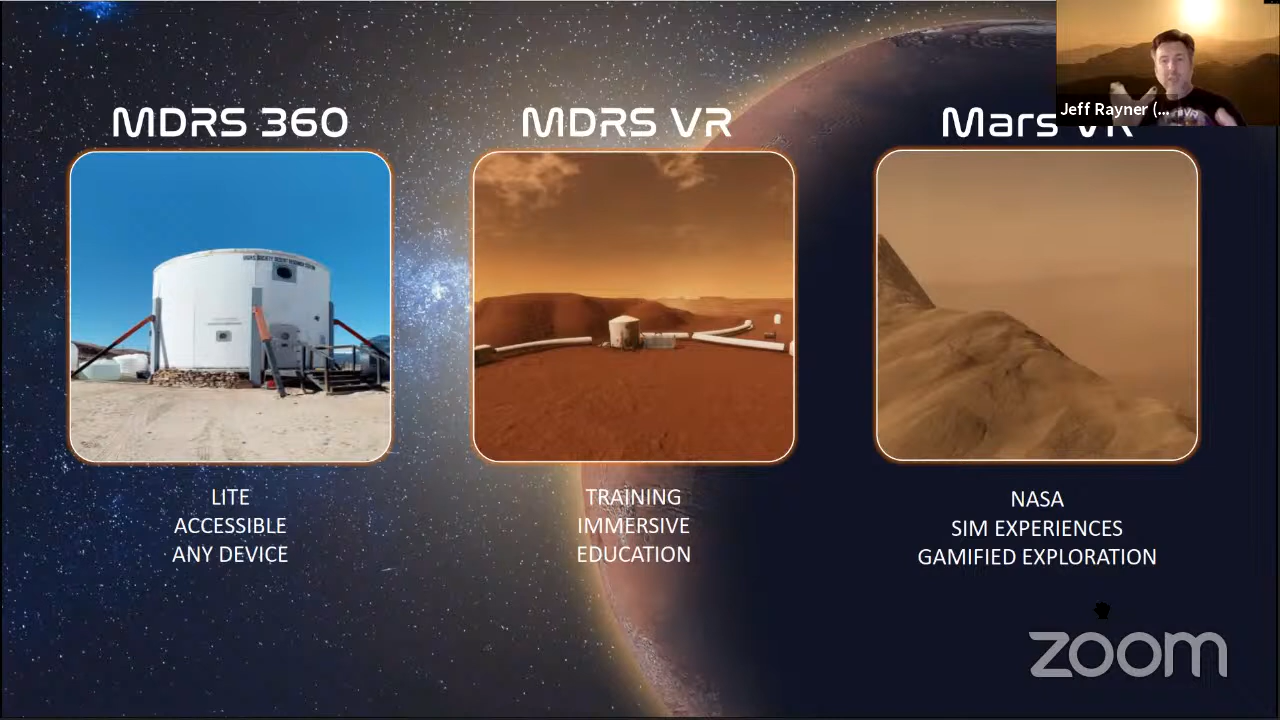 MDRS 360
MDRS VR
Mars VR
Jeff Rayner (...
LITE
ACCESSIBLE
ANY DEVICE
TRAINING
IMMERSIVE
EDUCATION
NASA
SIM EXPERIENCES
GAMIFIED EXPLORATION
zoom